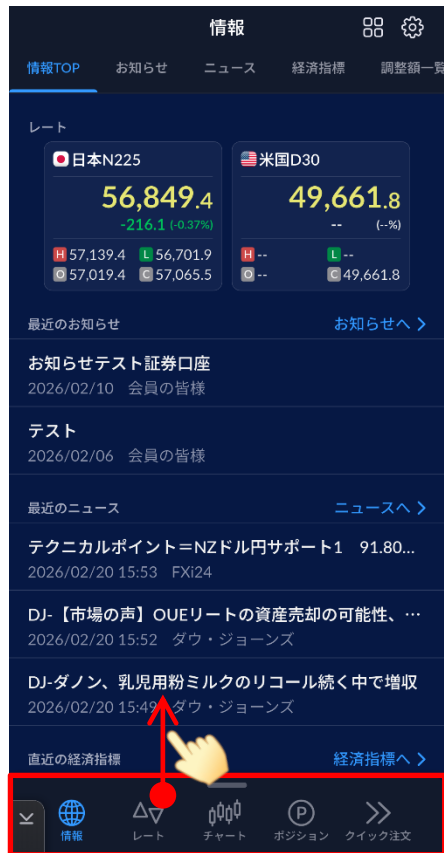 情報
情報TOP お知らせ ニュース 経済指標 調整額一覧
レート
日本N225
56,849.4
-216.1 (-0.37%)
H 57,139.4 L 56,701.9
O 57,019.4 C 57,065.5
米国D30
49,661.8
-- (--%)
H -- L --
O -- C 49,661.8
最近のお知らせ お知らせへ
お知らせテスト証券口座
2026/02/10 会員の皆様
テスト
2026/02/06 会員の皆様
最近のニュース ニュースへ
テクニカルポイント＝NZドル円サポート1 91.80...
2026/02/20 15:53 FXi24
DJ-【市場の声】OUEリートの資産売却の可能性、…
2026/02/20 15:52 ダウ・ジョーンズ
DJ-ダノン、乳児用粉ミルクのリコール続く中で増収
2026/02/20 15:49 ダウ・ジョーンズ
直近の経済指標 経済指標へ
情報 レート チャート P ポジション クイック注文